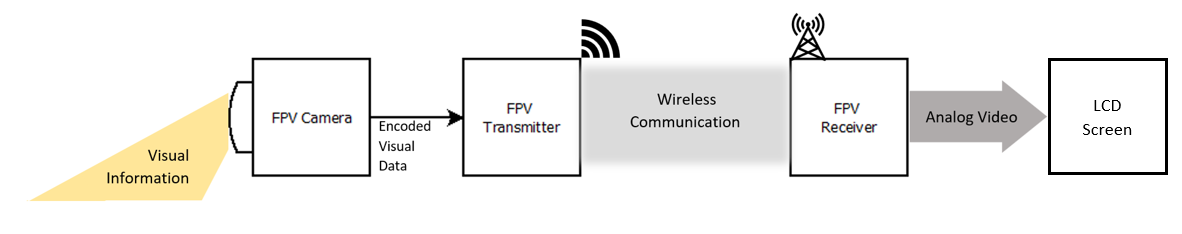 Visual
Information
FPV Camera
Encoded
Visual
Data
FPV
Transmitter
Wireless
Communication
FPV
Receiver
Analog Video
LCD
Screen